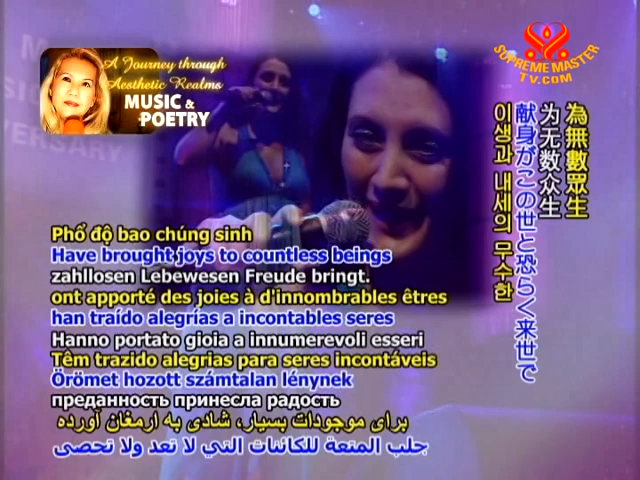 A Journey through
Aesthetic Realms
MUSIC &
POETRY
SUPREME MASTER
TV.COM
為無數眾生
为无数众生
献身がこの世と恐らく来世で
이생과 내세의 무수한
Phổ độ bao chúng sinh
Have brought joys to countless beings
zahllosen Lebewesen Freude bringt.
ont apporté des joies à d'innombrables êtres
han traído alegrías a incontables seres
Hanno portato gioia a innumerevoli esseri
Têm trazido alegrias para seres incontáveis
Örömet hozott számtalan lénynek
преданность принесла радость
برای موجودات بسیار، شادی به ارمغان آورده
جلب المتعة للكائنات التي لا تعد ولا تحصى